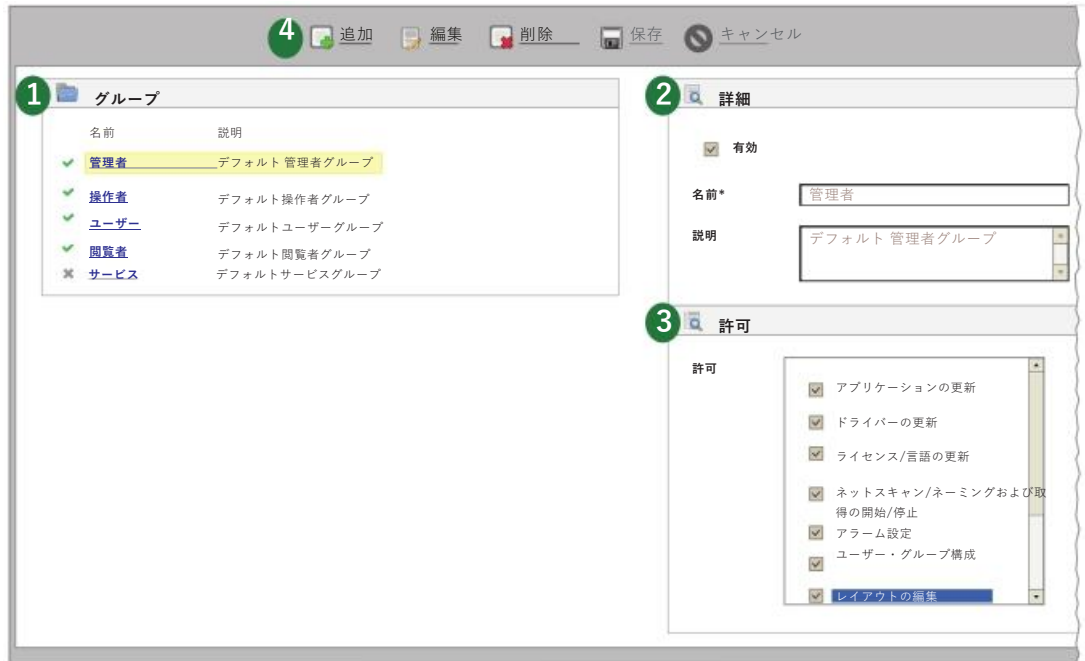 4 追加 編集 削除 保存 キャンセル
1 グループ
名前 説明
管理者 デフォルト 管理者グループ
操作者 デフォルト操作者グループ
ユーザー デフォルトユーザーグループ
閲覧者 デフォルト閲覧者グループ
サービス デフォルトサービスグループ
2 詳細
有効
名前* 管理者
説明 デフォルト 管理者グループ
3 許可
許可
アプリケーションの更新
ドライバーの更新
ライセンス/言語の更新
ネットスキャン/ネーミングおよび取
得の開始/停止
アラーム設定
ユーザー・グループ構成
レイアウトの編集